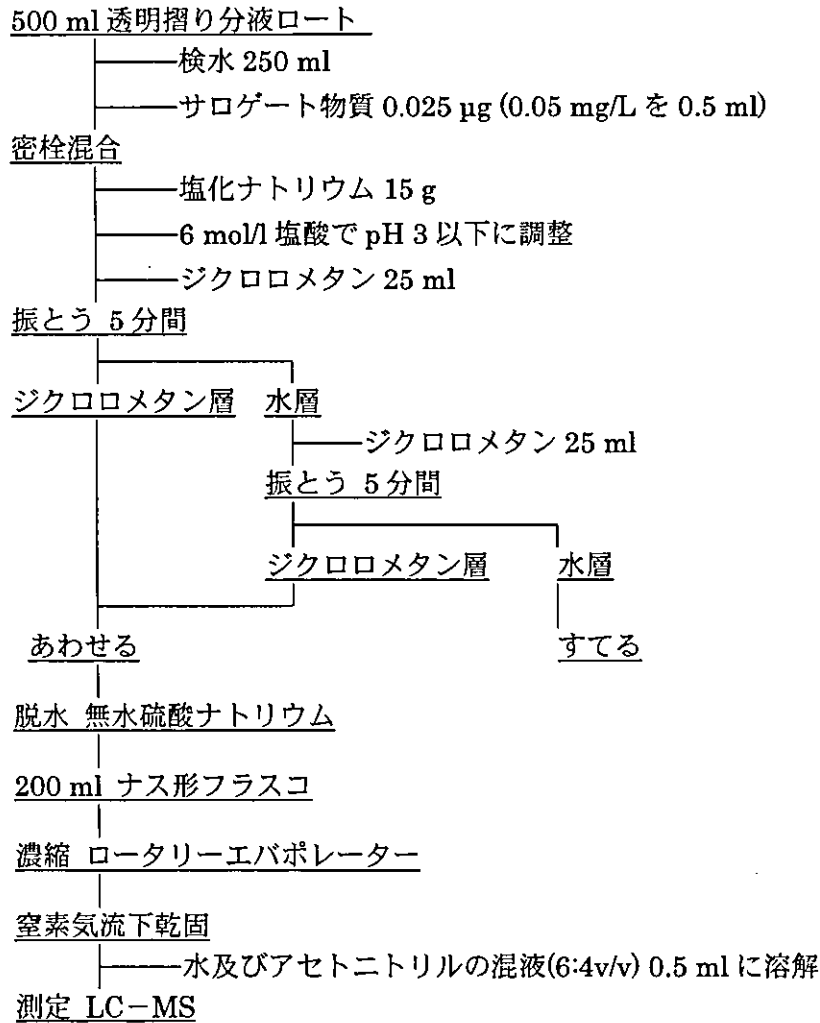 500 ml 透明摺り分液ロート
検水 250 ml
サロゲート物質 0.025 μg (0.05 mg/L を 0.5 ml)
密栓混合
塩化ナトリウム 15 g
6 mol/l 塩酸で pH 3 以下に調整
ジクロロメタン 25 ml
振とう 5分間
ジクロロメタン層 水層
ジクロロメタン 25 ml
振とう 5分間
ジクロロメタン層 水層
あわせる すてる
脱水 無水硫酸ナトリウム
200 ml ナス形フラスコ
濃縮 ロータリーエバポレーター
窒素気流下乾固
水及びアセトニトリルの混液(6:4v/v) 0.5 ml に溶解
測定 LC－MS